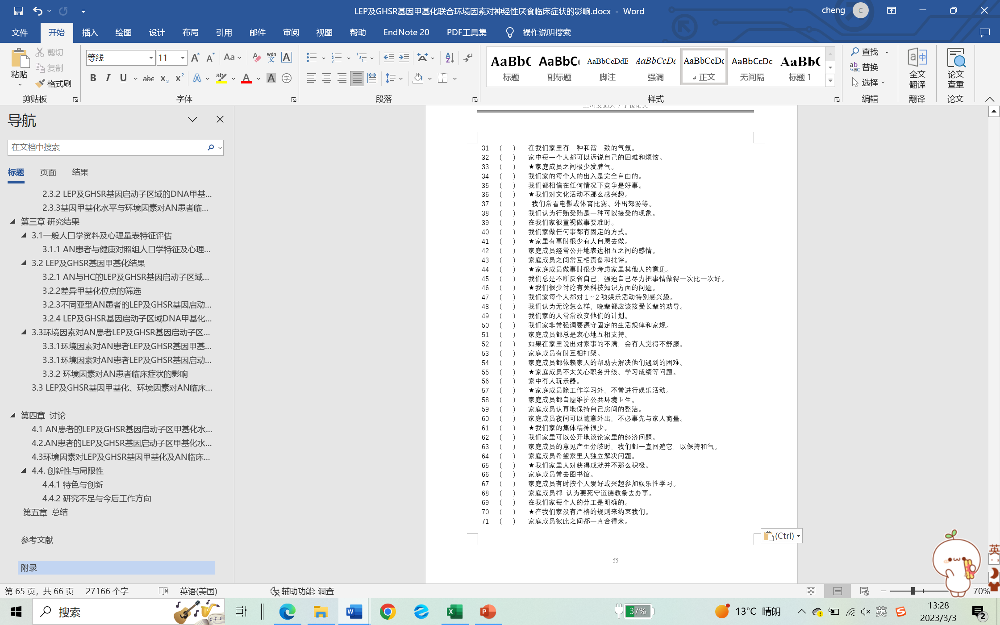 LEP及GHSR基因甲基化联合环境因素对神经性厌食临床症状的影响.docx - Word
cheng
C
文件 开始 插入 绘图 设计 布局 引用 邮件 审阅 视图 帮助 EndNote 20 PDF工具集 操作说明搜索
粘贴
剪切
复制
格式刷
剪贴板
等线 11
字体
段落
AaBbC 标题
AaBbC 副标题
AaBbCcDdE 脚注
AaBbCcDc 强调
AaBbCcDc 正文
AaBbCcDc 无间隔
AaBbC 标题 1
样式
查找
替换
选择
编辑
全文翻译
翻译
论文查重
论文
导航
在文档中搜索
标题 页面 结果
2.3.2 LEP及GHSR基因启动子区域的DNA甲基...
2.3.3基因甲基化水平与环境因素对AN患者临...
第三章 研究结果
3.1一般人口学资料及心理量表特征评估
3.1.1 AN患者与健康对照组人口学特征及心理...
3.2 LEP及GHSR基因甲基化结果
3.2.1 AN与HC的LEP及GHSR基因启动子区域...
3.2.2差异甲基化位点的筛选
3.2.3不同亚型AN患者的LEP及GHSR基因启动...
3.2.4 LEP及GHSR基因启动子区域DNA甲基化...
3.3环境因素对AN患者LEP及GHSR基因启动子区...
3.3.1环境因素对AN患者LEP及GHSR基因甲基...
3.3.1环境因素对AN患者LEP及GHSR基因启动...
3.3.2 环境因素对AN患者临床症状的影响
3.3 LEP及GHSR基因甲基化、环境因素对AN临床...
第四章 讨论
4.1 AN患者的LEP及GHSR基因启动子区甲基化水...
4.2.AN患者的LEP及GHSR基因启动子区甲基化水...
4.3环境因素对LEP及GHSR基因甲基化及AN临床...
4.4. 创新性与局限性
4.4.1 特色与创新
4.4.2 研究不足与今后工作方向
第五章 总结
参考文献
附录
上海交通大学学位论文
31 （ ） 在我们家里有一种和谐一致的气氛。
32 （ ） 家中每一个人都可以诉说自己的困难和烦恼。
33 （ ） ★家庭成员之间极少发脾气。
34 （ ） 我们家的每个人的出入是完全自由的。
35 （ ） 我们都相信在任何情况下竞争是好事。
36 （ ） ★我们对文化活动不那么感兴趣。
37 （ ） 我们常看电影或体育比赛、外出郊游等。
38 （ ） 我们认为行贿受贿是一种可以接受的现象。
39 （ ） 在我们家很重视做事要准时。
40 （ ） 我们家做任何事都有固定的方式。
41 （ ） ★家里有事时很少有人自愿去做。
42 （ ） 家庭成员经常公开地表达相互之间的感情。
43 （ ） 家庭成员之间常互相责备和批评。
44 （ ） ★家庭成员做事时很少考虑家里其他人的意见。
45 （ ） 我们总是不断反省自己，强迫自己尽力把事情做得一次比一次好。
46 （ ） ★我们很少讨论有关科技知识方面的问题。
47 （ ） 我们家每个人都对1～2项娱乐活动特别感兴趣。
48 （ ） 我们认为无论怎么样，晚辈都应该接受长辈的劝导。
49 （ ） 我们家的人常常改变他们的计划。
50 （ ） 我们家非常强调要遵守固定的生活规律和家规。
51 （ ） 家庭成员都总是衷心地互相支持。
52 （ ） 如果在家里说出对家事的不满，会有人觉得不舒服。
53 （ ） 家庭成员有时互相打架。
54 （ ） 家庭成员都依赖家人的帮助去解决他们遇到的困难。
55 （ ） ★家庭成员不太关心职务升级、学习成绩等问题。
56 （ ） 家中有人玩乐器。
57 （ ） ★家庭成员除工作学习外，不常进行娱乐活动。
58 （ ） 家庭成员都自愿维护公共环境卫生。
59 （ ） 家庭成员认真地保持自己房间的整洁。
60 （ ） 家庭成员夜间可以随意外出，不必事先与家人商量。
61 （ ） ★我们家的集体精神很少。
62 （ ） 我们家里可以公开地谈论家里的经济问题。
63 （ ） 家庭成员的意见产生分歧时，我们都一直回避它，以保持和气。
64 （ ） 家庭成员希望家里人独立解决问题。
65 （ ） ★我们家里人对获得成就并不那么积极。
66 （ ） 家庭成员常去图书馆。
67 （ ） 家庭成员有时按个人爱好或兴趣参加娱乐性学习。
68 （ ） 家庭成员都 认为要死守道德教条去办事。
69 （ ） 在我们家每个人的分工是明确的。
70 （ ） ★在我们家没有严格的规则来约束我们。
71 （ ） 家庭成员彼此之间都一直合得来。
(Ctrl)
55
英
第 65 页，共 66 页 27166 个字 英语(美国) 辅助功能: 调查 70%
搜索
37%
13°C 晴朗
英
13:28
2023/3/3
2